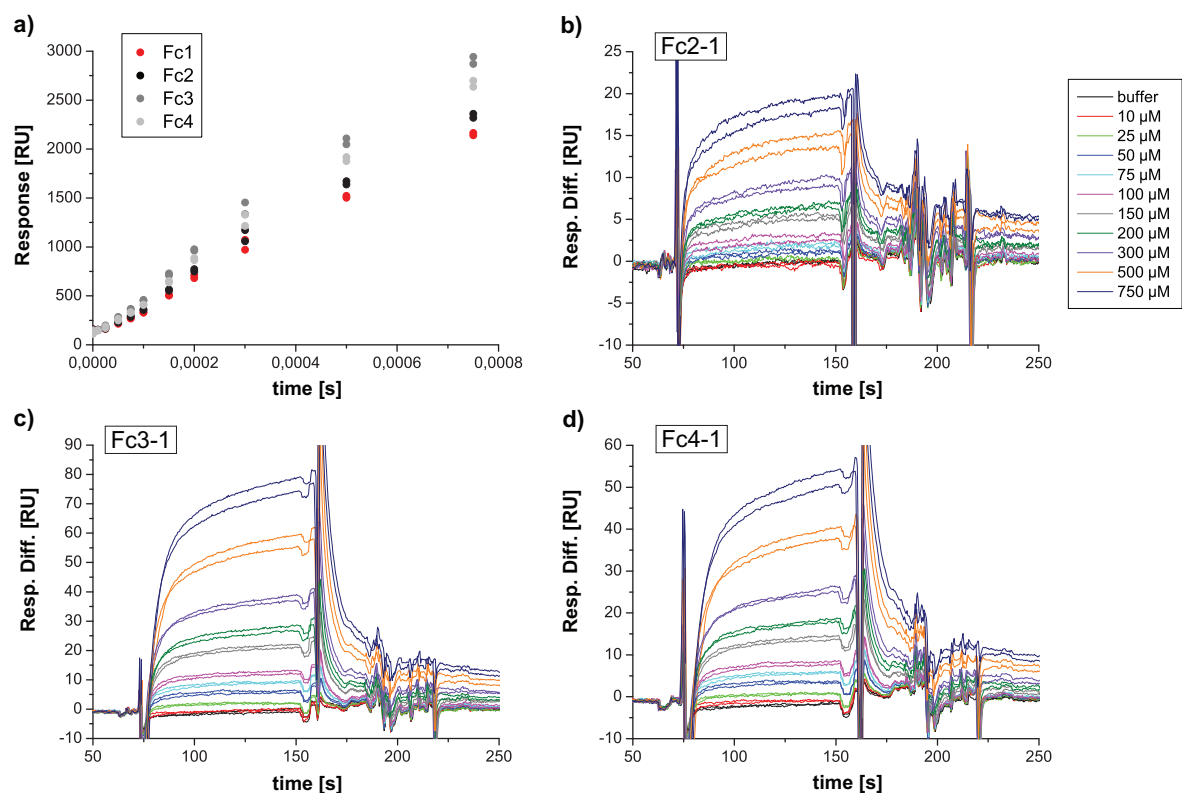 a)
3000
2500
2000
1500
1000
500
0
Response [RU]
Fc1
Fc2
Fc3
Fc4
0,0000 0,0002 0,0004 0,0006 0,0008
time [s]
b)
Fc2-1
25
20
15
10
5
0
-5
-10
Resp. Diff. [RU]
50 100 150 200 250
time [s]
buffer
10 µM
25 µM
50 µM
75 µM
100 µM
150 µM
200 µM
300 µM
500 µM
750 µM
c)
Fc3-1
90
80
70
60
50
40
30
20
10
0
-10
Resp. Diff. [RU]
50 100 150 200 250
time [s]
d)
Fc4-1
60
50
40
30
20
10
0
-10
Resp. Diff. [RU]
50 100 150 200 250
time [s]